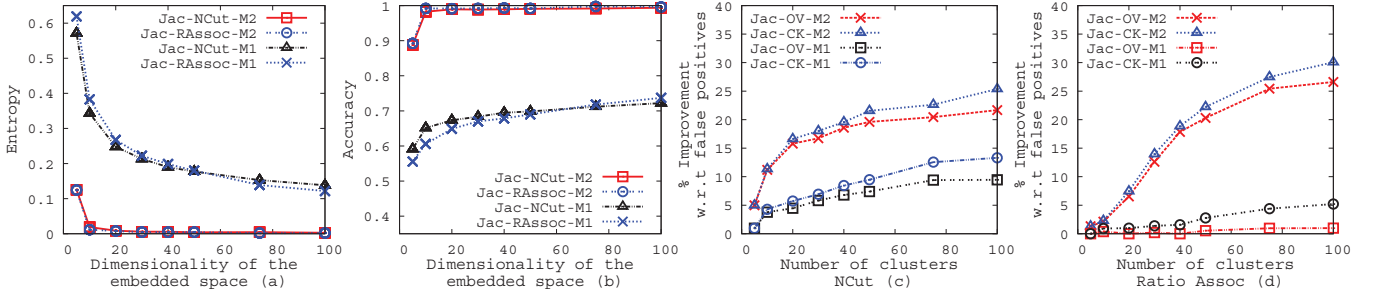 Entropy
0.6
0.5
0.4
0.3
0.2
0.1
0
Jac-NCut-M2
Jac-RAssoc-M2
Jac-NCut-M1
Jac-RAssoc-M1
0 20 40 60 80 100
Dimensionality of the
embedded space (a)
Accuracy
1
0.9
0.8
0.7
0.6
0.5
0.4
Jac-NCut-M2
Jac-RAssoc-M2
Jac-NCut-M1
Jac-RAssoc-M1
0 20 40 60 80 100
Dimensionality of the
embedded space (b)
% Improvement
w.r.t false positives
40
35
30
25
20
15
10
5
0
Jac-OV-M2
Jac-CK-M2
Jac-OV-M1
Jac-CK-M1
0 20 40 60 80 100
Number of clusters
NCut (c)
% Improvement
w.r.t false positives
40
35
30
25
20
15
10
5
0
Jac-OV-M2
Jac-CK-M2
Jac-OV-M1
Jac-CK-M1
0 20 40 60 80 100
Number of clusters
Ratio Assoc (d)